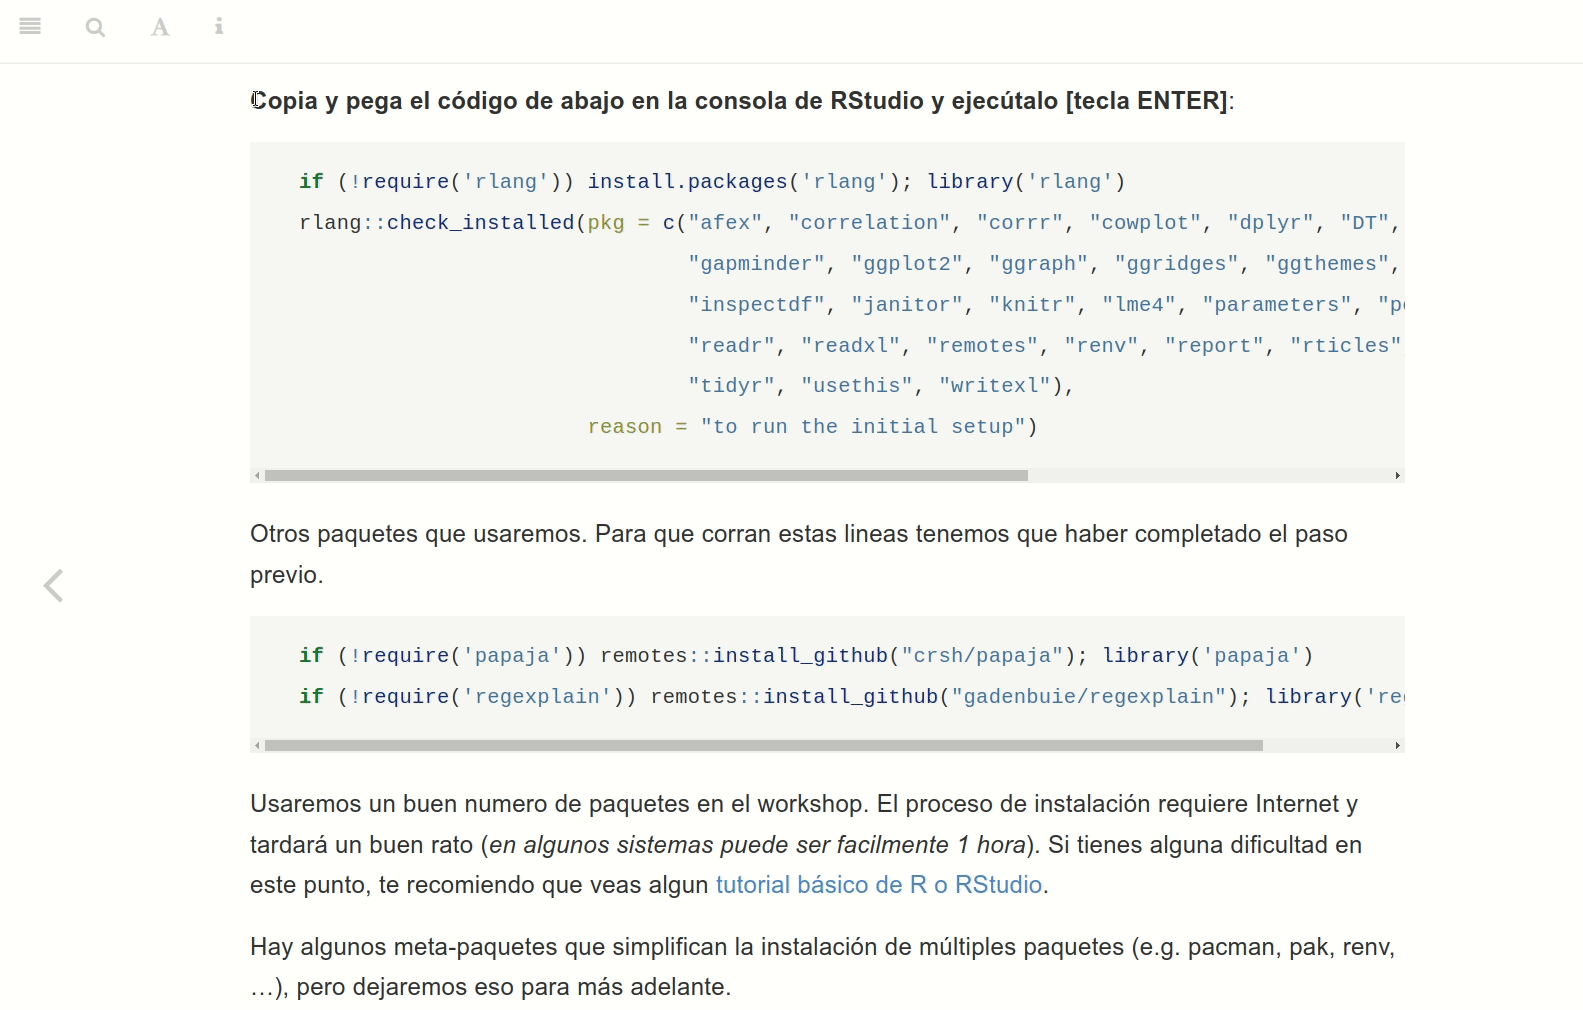 Copia y pega el código de abajo en la consola de RStudio y ejecútalo [tecla ENTER]:
if (!require('rlang')) install.packages('rlang'); library('rlang')
rlang::check_installed(pkg = c("afex", "correlation", "corrr", "cowplot", "dplyr", "DT",
"gapminder", "ggplot2", "ggraph", "ggridges", "ggthemes",
"inspectdf", "janitor", "knitr", "lme4", "parameters",
"readr", "readxl", "remotes", "renv", "report", "rticles"
"tidyr", "usethis", "writexl"),
reason = "to run the initial setup")
Otros paquetes que usaremos. Para que corran estas lineas tenemos que haber completado el paso
previo.
if (!require('papaja')) remotes::install_github("crsh/papaja"); library('papaja')
if (!require('regexplain')) remotes::install_github("gadenbuie/regexplain"); library('re
Usaremos un buen numero de paquetes en el workshop. El proceso de instalación requiere Internet y
tardará un buen rato (en algunos sistemas puede ser facilmente 1 hora). Si tienes alguna dificultad en
este punto, te recomiendo que veas algun tutorial básico de R o RStudio.
Hay algunos meta-paquetes que simplifican la instalación de múltiples paquetes (e.g. pacman, pak, renv,
…), pero dejaremos eso para más adelante.